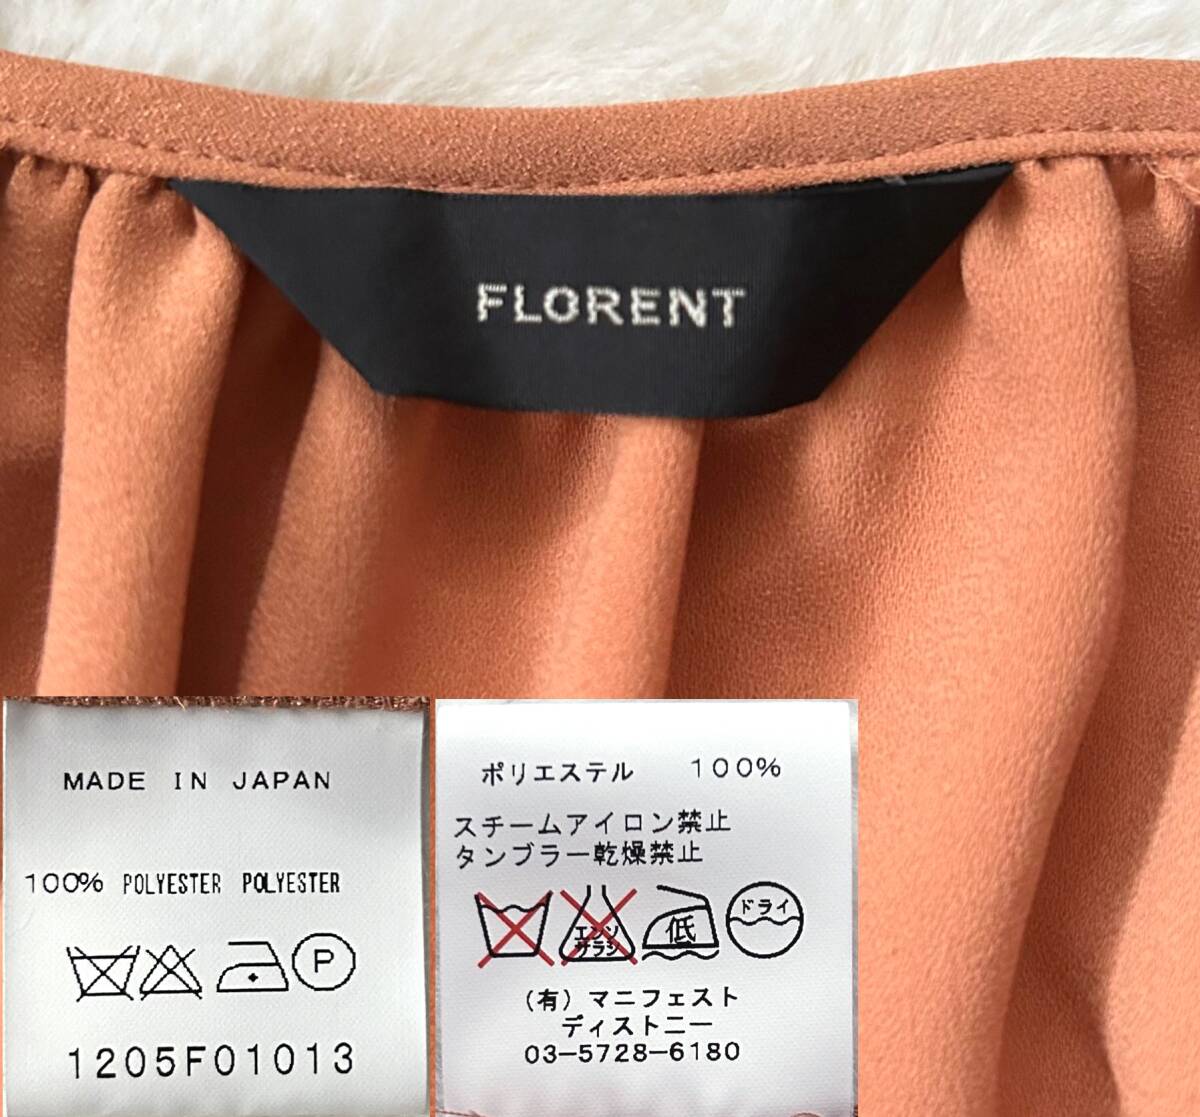 FLORENT
MADE IN JAPAN
100% POLYESTER POLYESTER
P
1205F01013
ポリエステル 100%
スチームアイロン禁止
タンブラー乾燥禁止
エンソ
サラシ
低
ドライ
(有) マニフェスト
ディストニー
03-5728-6180